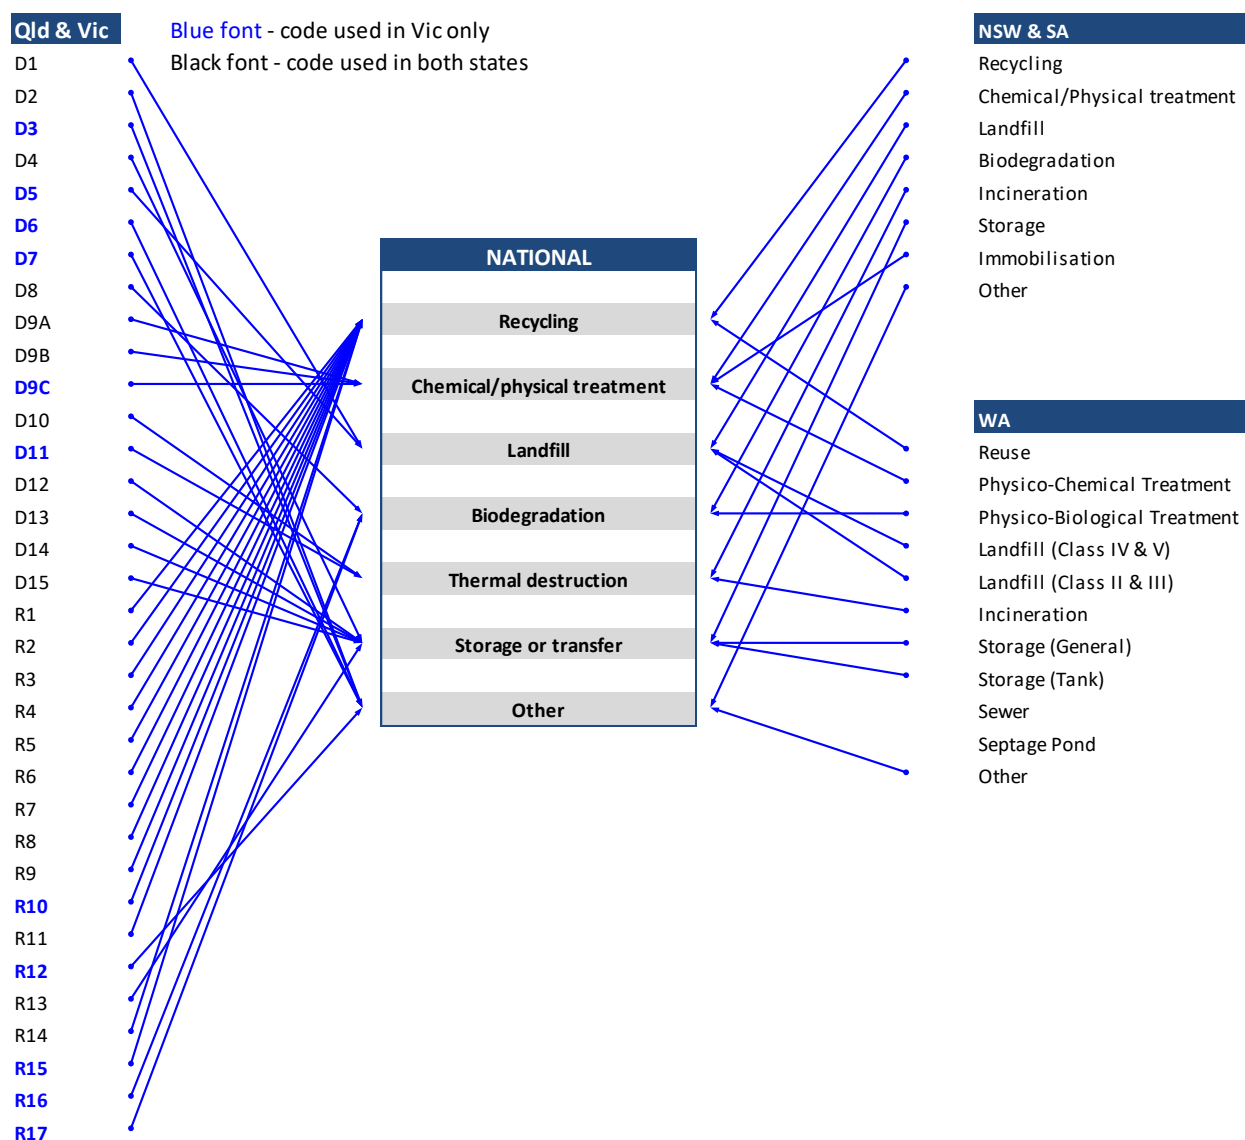 Qld & Vic
Blue font - code used in Vic only
Black font - code used in both states
D1
D2
D3
D4
D5
D6
D7
D8
D9A
D9B
D9C
D10
D11
D12
D13
D14
D15
R1
R2
R3
R4
R5
R6
R7
R8
R9
R10
R11
R12
R13
R14
R15
R16
R17
NATIONAL
Recycling
Chemical/physical treatment
Landfill
Biodegradation
Thermal destruction
Storage or transfer
Other
NSW & SA
Recycling
Chemical/Physical treatment
Landfill
Biodegradation
Incineration
Storage
Immobilisation
Other
WA
Reuse
Physico-Chemical Treatment
Physico-Biological Treatment
Landfill (Class IV & V)
Landfill (Class II & III)
Incineration
Storage (General)
Storage (Tank)
Sewer
Septage Pond
Other